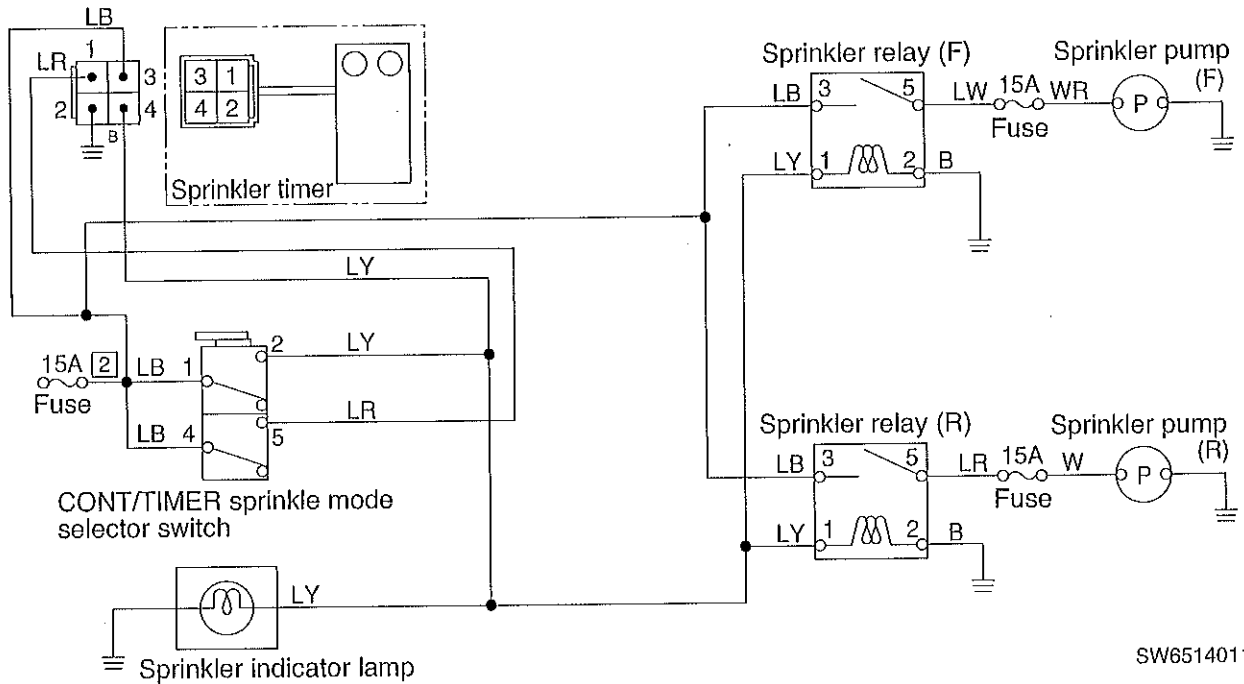 LB
1
LR
3
2
4
B
3 1
4 2
Sprinkler timer
LY
15A 2 LB 1
Fuse
2
LY
LR
LB 4
5
CONT/TIMER sprinkle mode
selector switch
LY
Sprinkler indicator lamp
Sprinkler relay (F)
Sprinkler pump
(F)
LB 3 5 LW 15A WR P
Fuse
LY 1 2 B
Sprinkler relay (R)
Sprinkler pump
(R)
LB 3 5 LR 15A W P
Fuse
LY 1 2 B
SW6514011